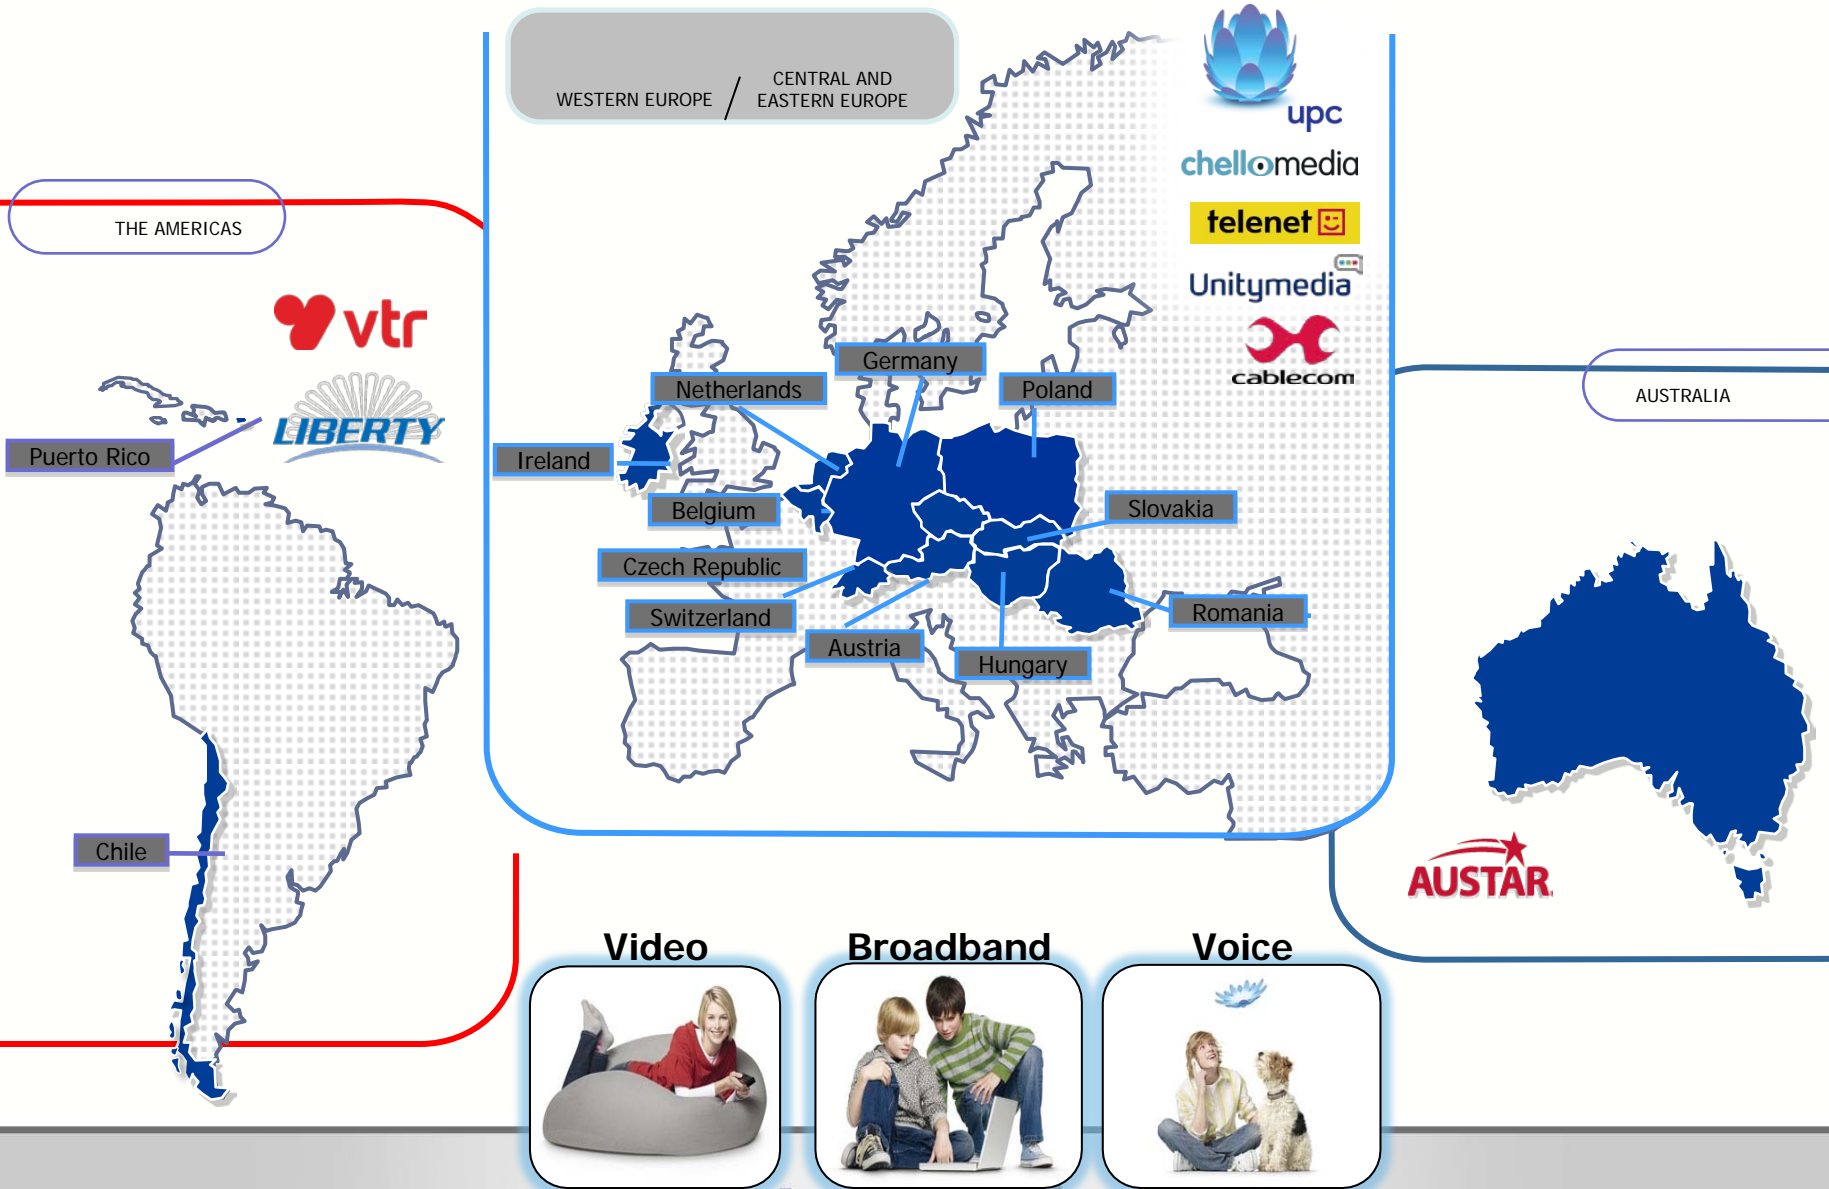 WESTERN EUROPE / CENTRAL AND
EASTERN EUROPE
upc
chellomedia
telenet
Unitymedia
cablecom
THE AMERICAS
vtr
LIBERTY
Puerto Rico
Chile
Germany
Netherlands
Poland
Ireland
Belgium
Slovakia
Czech Republic
Switzerland
Romania
Austria
Hungary
AUSTRALIA
AUSTAR
Video
Broadband
Voice